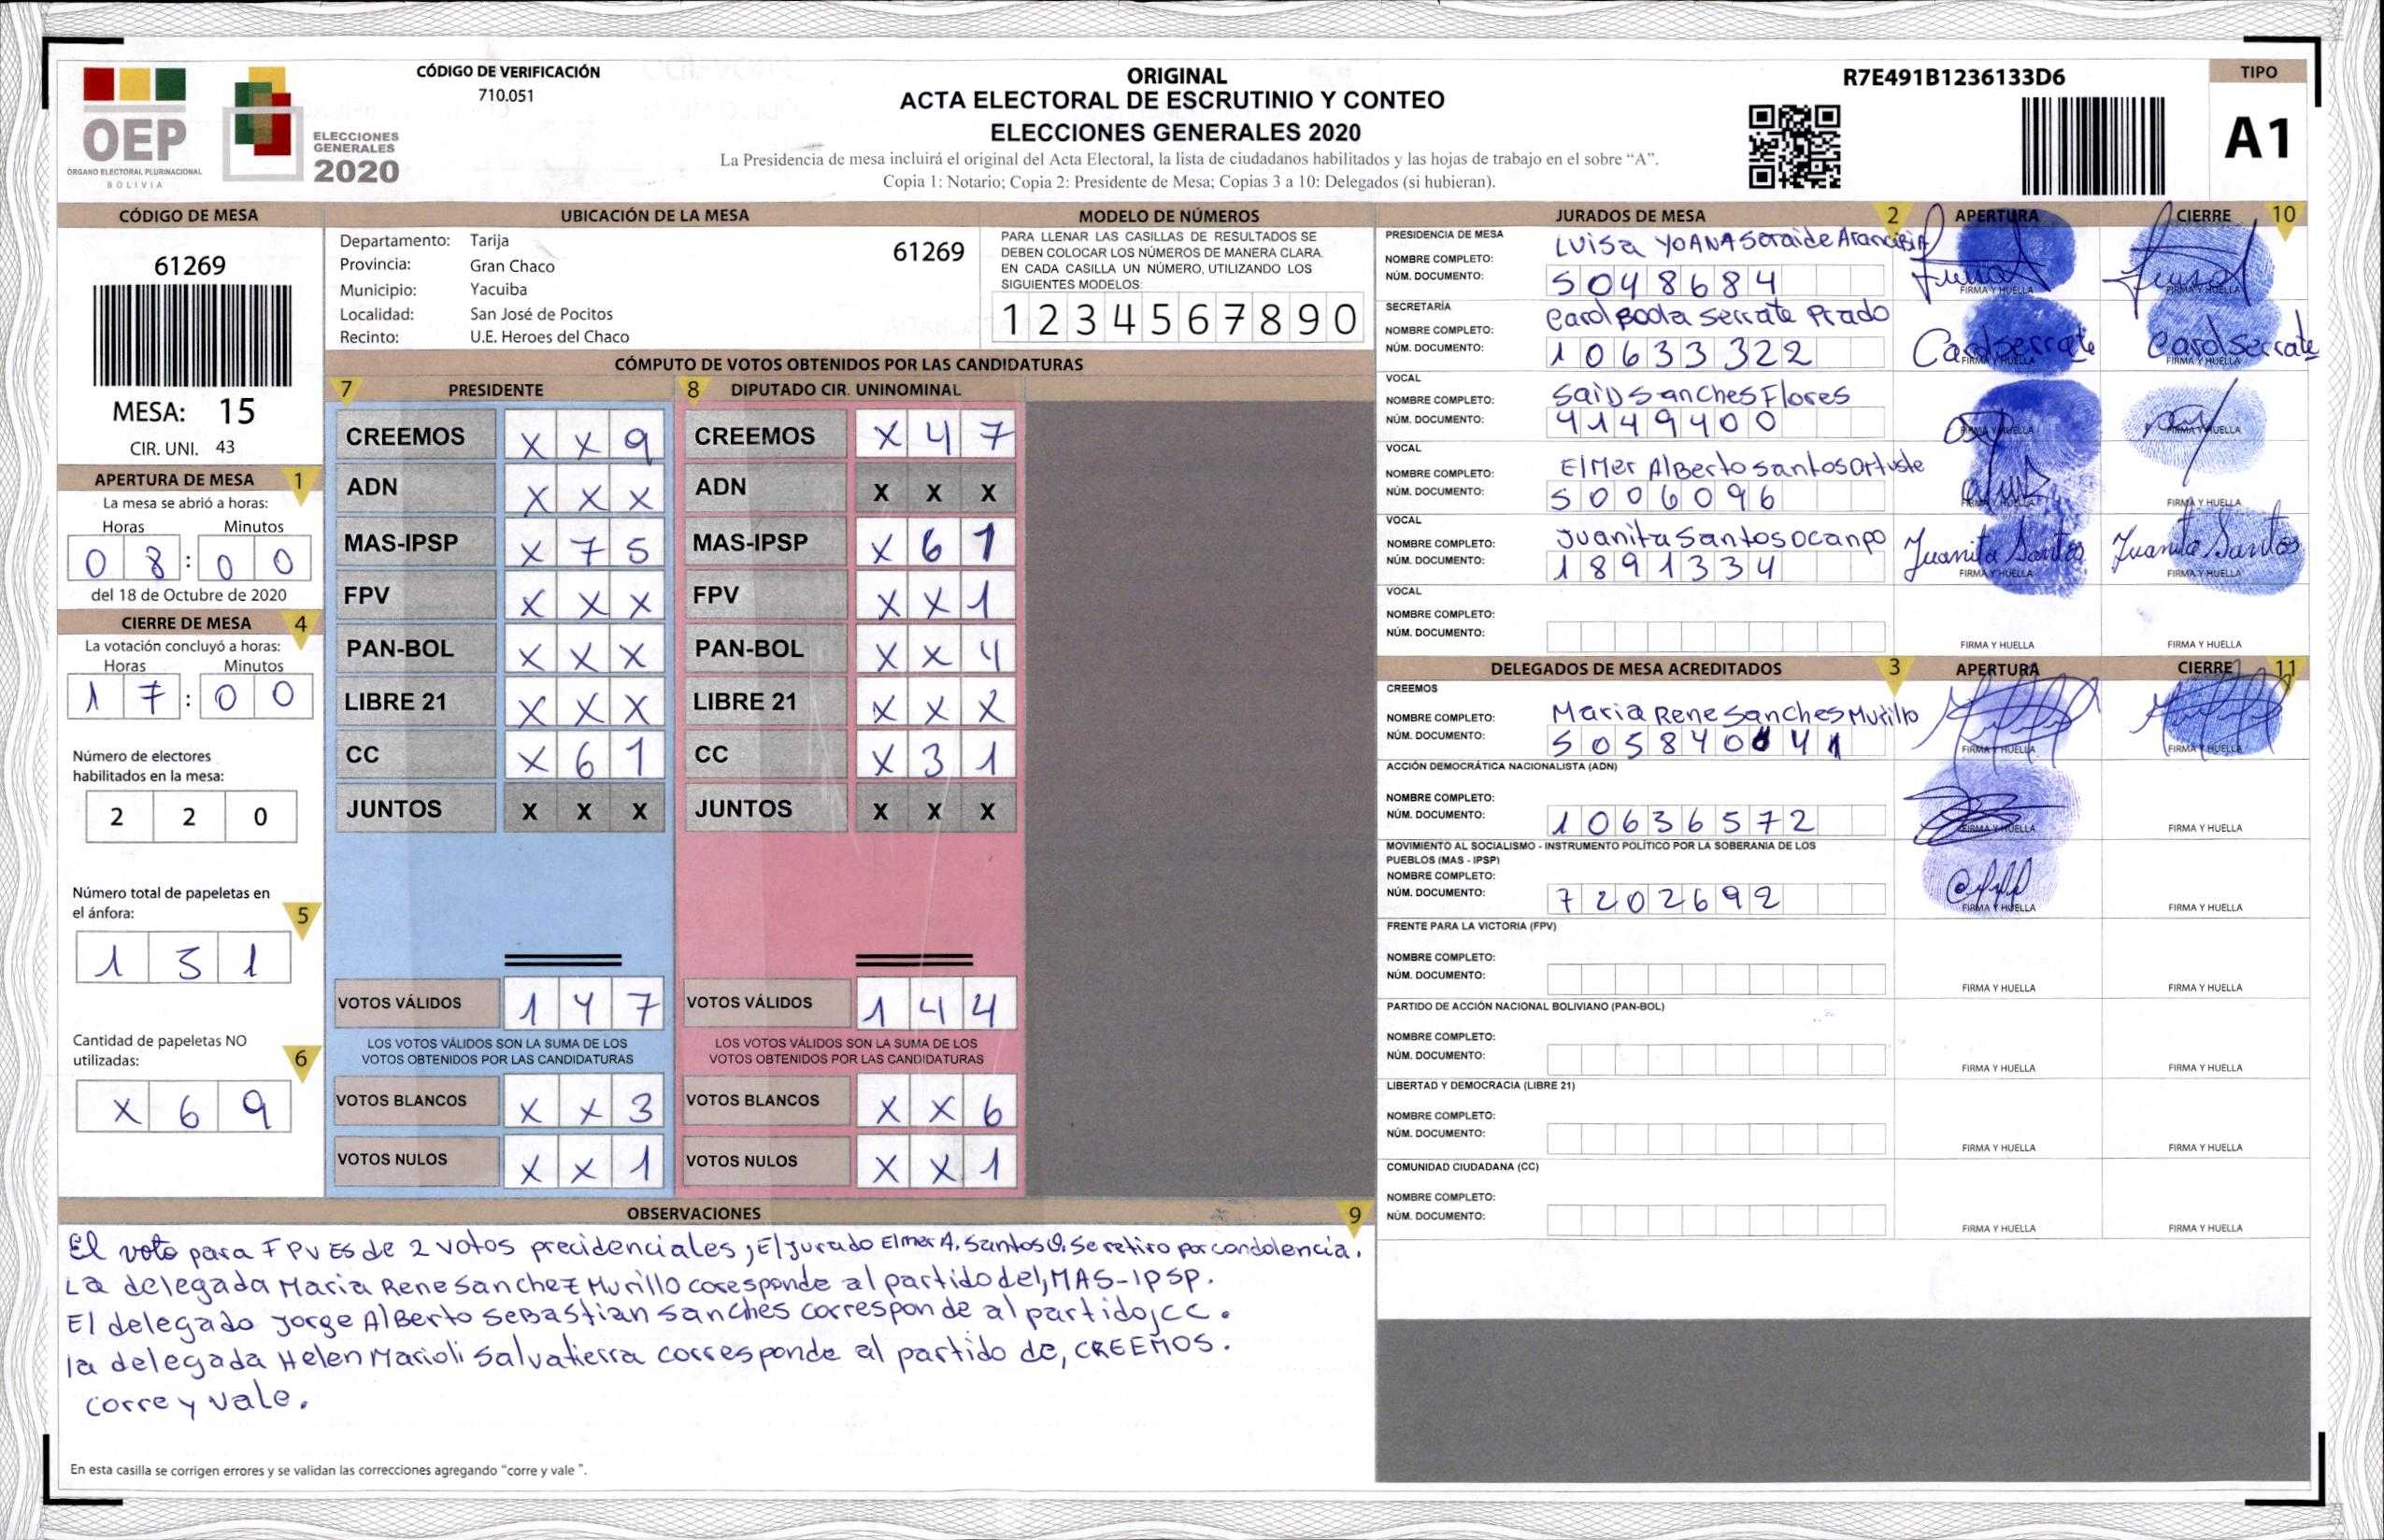 CÓDIGO DE VERIFICACIÓN
710.051
OEP
ÓRGANO ELECTORAL PLURINACIONAL
BOLIVIA
ELECCIONES
GENERALES
2020
ORIGINAL
ACTA ELECTORAL DE ESCRUTINIO Y CONTEO
ELECCIONES GENERALES 2020
La Presidencia de mesa incluirá el original del Acta Electoral, la lista de ciudadanos habilitados y las hojas de trabajo en el sobre “A”.
Copia 1: Notario; Copia 2: Presidente de Mesa; Copias 3 a 10: Delegados (si hubieran).
R7E491B1236133D6
TIPO
A1
CÓDIGO DE MESA
61269
MESA: 15
CIR. UNI. 43
APERTURA DE MESA 1
La mesa se abrió a horas:
Horas Minutos
0 8 : 0 0
del 18 de Octubre de 2020
CIERRE DE MESA 4
La votación concluyó a horas:
Horas Minutos
1 7 : 0 0
Número de electores
habilitados en la mesa:
2 2 0
Número total de papeletas en
el ánfora: 5
1 5 1
Cantidad de papeletas NO
utilizadas: 6
X 6 9
UBICACIÓN DE LA MESA
Departamento: Tarija 61269
Provincia: Gran Chaco
Municipio: Yacuiba
Localidad: San José de Pocitos
Recinto: U.E. Heroes del Chaco
MODELO DE NÚMEROS
PARA LLENAR LAS CASILLAS DE RESULTADOS SE
DEBEN COLOCAR LOS NÚMEROS DE MANERA CLARA.
EN CADA CASILLA UN NÚMERO, UTILIZANDO LOS
SIGUIENTES MODELOS:
1 2 3 4 5 6 7 8 9 0
CÓMPUTO DE VOTOS OBTENIDOS POR LAS CANDIDATURAS
7 PRESIDENTE
CREEMOS X X 9
ADN X X X
MAS-IPSP X 7 5
FPV X X X
PAN-BOL X X X
LIBRE 21 X X X
CC X 6 1
JUNTOS X X X
VOTOS VÁLIDOS 1 4 7
LOS VOTOS VÁLIDOS SON LA SUMA DE LOS
VOTOS OBTENIDOS POR LAS CANDIDATURAS
VOTOS BLANCOS X X 3
VOTOS NULOS X X 1
8 DIPUTADO CIR. UNINOMINAL
CREEMOS X 4 7
ADN X X X
MAS-IPSP X 6 1
FPV X X 1
PAN-BOL X X 4
LIBRE 21 X X X
CC X 3 1
JUNTOS X X X
VOTOS VÁLIDOS 1 4 4
LOS VOTOS VÁLIDOS SON LA SUMA DE LOS
VOTOS OBTENIDOS POR LAS CANDIDATURAS
VOTOS BLANCOS X X 6
VOTOS NULOS X X 1
OBSERVACIONES 9
El voto para FPV ES de 2 votos precidenciales, El jurado Elmer A. Santos O. Se retiro por condolencia.
La delegada Maria Rene Sanchez Murillo coresponde al partido del, MAS-IPSP.
El delegado Jorge Alberto Sebastian Sanches corresponde al partido, CC.
la delegada Helen Marioli Salvatierra corresponde al partido de, CREEMOS.
corre y vale.
En esta casilla se corrigen errores y se validan las correcciones agregando “corre y vale ”.
JURADOS DE MESA 2 APERTURA CIERRE 10
PRESIDENCIA DE MESA
NOMBRE COMPLETO: Luisa YOANA Soraide Arancibia
NÚM. DOCUMENTO: 5048684
FIRMA Y HUELLA FIRMA Y HUELLA
SECRETARÍA
NOMBRE COMPLETO: Carol Boola Serrate Prado
NÚM. DOCUMENTO: 10633322
Carol Serrate Carol Serrate
FIRMA Y HUELLA FIRMA Y HUELLA
VOCAL
NOMBRE COMPLETO: SaiD Sanches Flores
NÚM. DOCUMENTO: 4149400
FIRMA Y HUELLA FIRMA Y HUELLA
VOCAL
NOMBRE COMPLETO: ElMer Alberto Santos Ortuste
NÚM. DOCUMENTO: 5006096
FIRMA Y HUELLA FIRMA Y HUELLA
VOCAL
NOMBRE COMPLETO: Juanita Santos Ocanpo
NÚM. DOCUMENTO: 1891334
Juanita Santos Juanita Santos
FIRMA Y HUELLA FIRMA Y HUELLA
VOCAL
NOMBRE COMPLETO:
NÚM. DOCUMENTO:
FIRMA Y HUELLA FIRMA Y HUELLA
DELEGADOS DE MESA ACREDITADOS 3 APERTURA CIERRE 11
CREEMOS
NOMBRE COMPLETO: Maria Rene Sanches Murillo
NÚM. DOCUMENTO:
FIRMA Y HUELLA FIRMA Y HUELLA
ACCIÓN DEMOCRÁTICA NACIONALISTA (ADN)
NOMBRE COMPLETO:
NÚM. DOCUMENTO: 10636572
FIRMA Y HUELLA FIRMA Y HUELLA
MOVIMIENTO AL SOCIALISMO - INSTRUMENTO POLÍTICO POR LA SOBERANIA DE LOS
PUEBLOS (MAS - IPSP)
NOMBRE COMPLETO:
NÚM. DOCUMENTO: 7202692
FIRMA Y HUELLA FIRMA Y HUELLA
FRENTE PARA LA VICTORIA (FPV)
NOMBRE COMPLETO:
NÚM. DOCUMENTO:
FIRMA Y HUELLA FIRMA Y HUELLA
PARTIDO DE ACCIÓN NACIONAL BOLIVIANO (PAN-BOL)
NOMBRE COMPLETO:
NÚM. DOCUMENTO:
FIRMA Y HUELLA FIRMA Y HUELLA
LIBERTAD Y DEMOCRACIA (LIBRE 21)
NOMBRE COMPLETO:
NÚM. DOCUMENTO:
FIRMA Y HUELLA FIRMA Y HUELLA
COMUNIDAD CIUDADANA (CC)
NOMBRE COMPLETO:
NÚM. DOCUMENTO:
FIRMA Y HUELLA FIRMA Y HUELLA